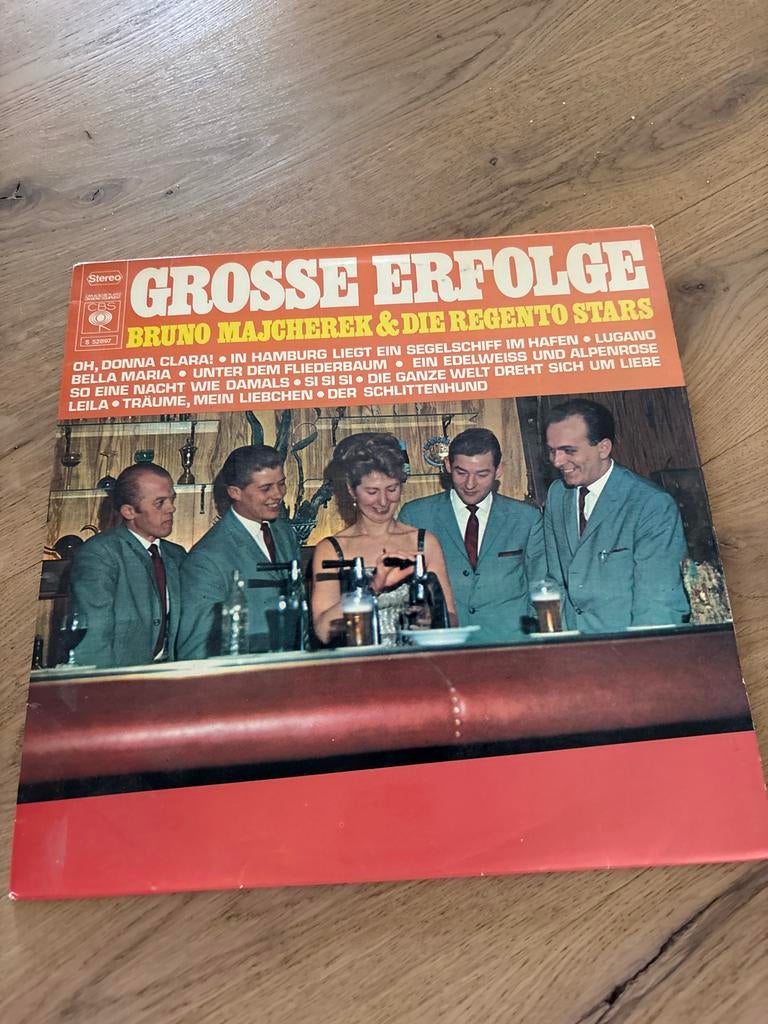 Stereo
CBS
S 52897
GROSSE ERFOLGE
BRUNO MAJCHEREK & DIE REGENTO STARS
OH, DONNA CLARA! • IN HAMBURG LIEGT EIN SEGELSCHIFF IM HAFEN • LUGANO
BELLA MARIA • UNTER DEM FLIEDERBAUM • EIN EDELWEISS UND ALPENROSE
SO EINE NACHT WIE DAMALS • SI SI SI • DIE GANZE WELT DREHT SICH UM LIEBE
LEILA • TRÄUME, MEIN LIEBCHEN • DER SCHLITTENHUND